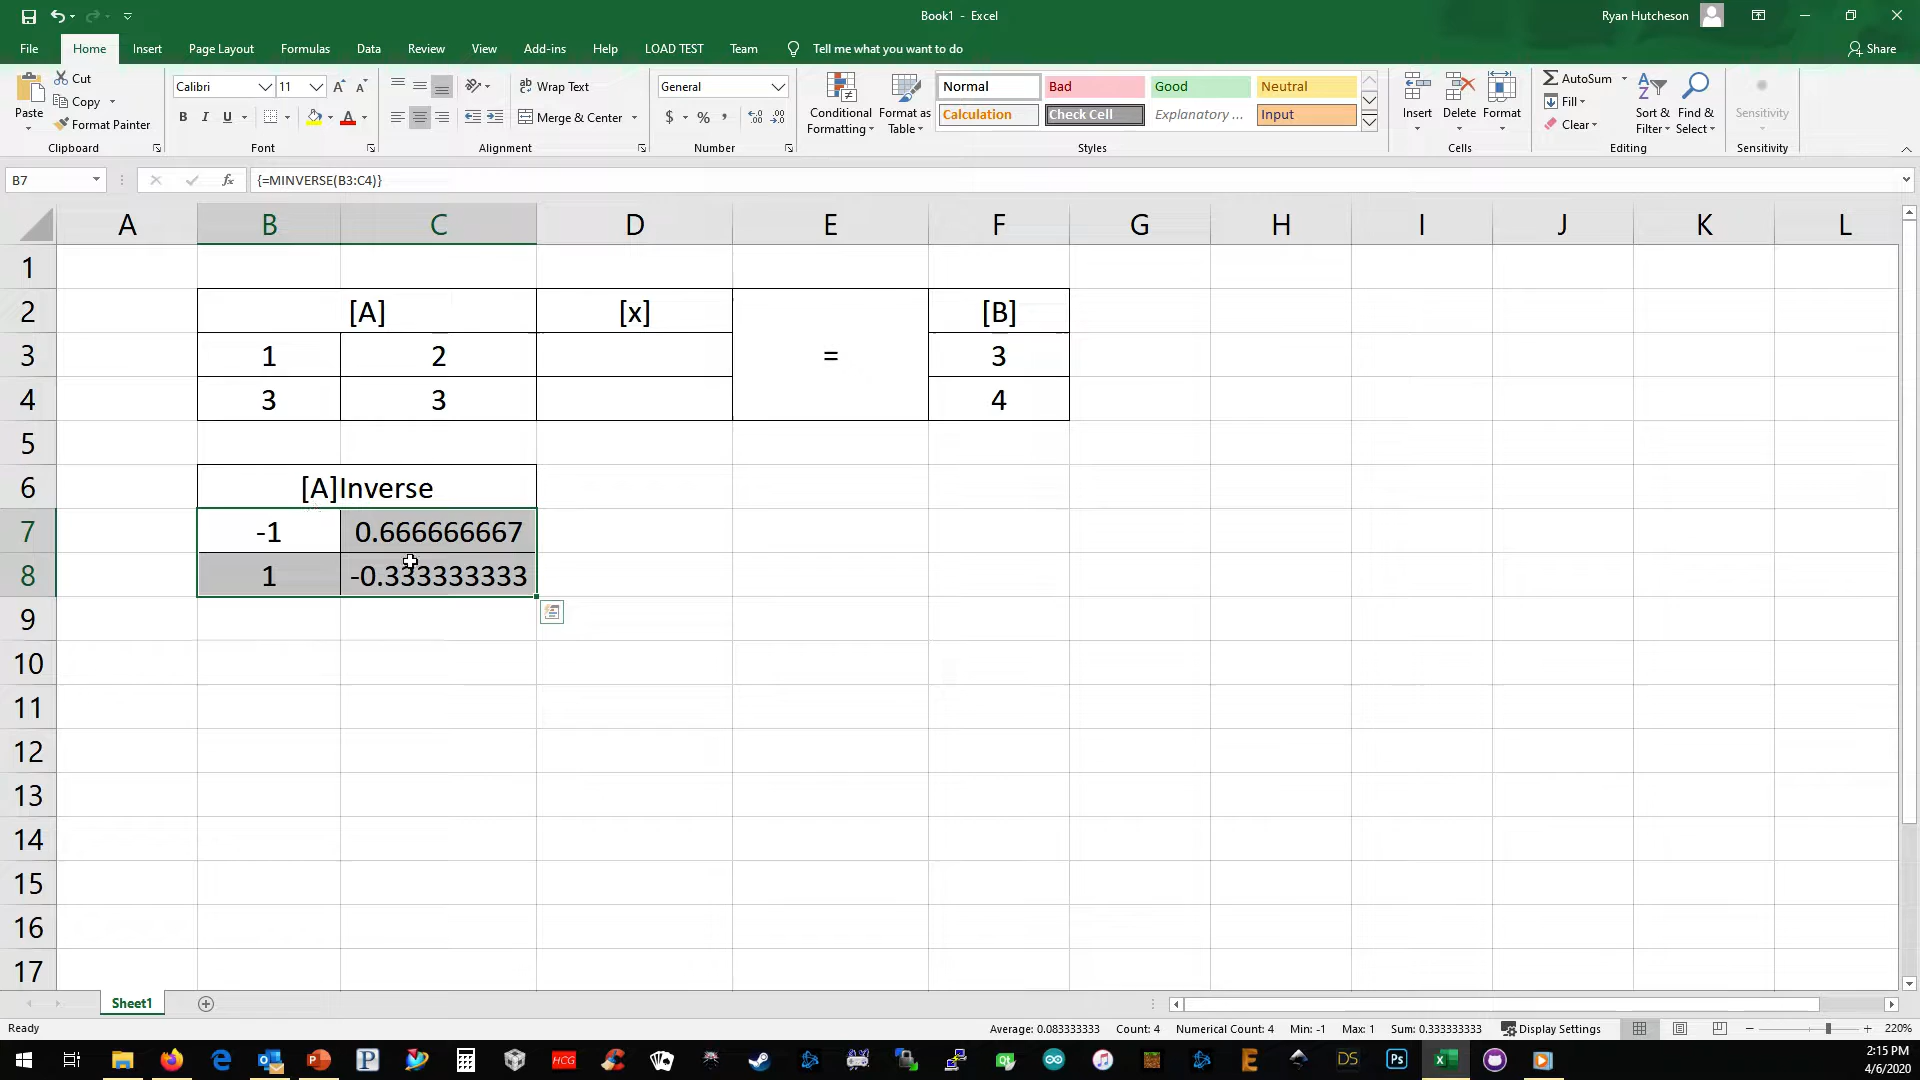 Book1 - Excel
Ryan Hutcheson
File Home Insert Page Layout Formulas Data Review View Add-ins Help LOAD TEST Team Tell me what you want to do Share
Paste
Cut
Copy
Format Painter
Clipboard
Calibri 11
B I U
Font
Wrap Text
Merge & Center
Alignment
General
$ % ,
Number
Conditional Formatting
Format as Table
Normal Bad Good Neutral
Calculation Check Cell Explanatory ... Input
Styles
Insert Delete Format
Cells
AutoSum
Fill
Clear
Sort & Filter
Find & Select
Editing
Sensitivity
Sensitivity
B7 fx {=MINVERSE(B3:C4)}
A B C D E F G H I J K L
1
2 [A] [x] [B]
3 1 2 = 3
4 3 3 4
5
6 [A]Inverse
7 -1 0.666666667
8 1 -0.333333333
9
10
11
12
13
14
15
16
17
Sheet1
Ready Average: 0.083333333 Count: 4 Numerical Count: 4 Min: -1 Max: 1 Sum: 0.333333333 Display Settings 220%
HCG DS Ps
2:15 PM
4/6/2020